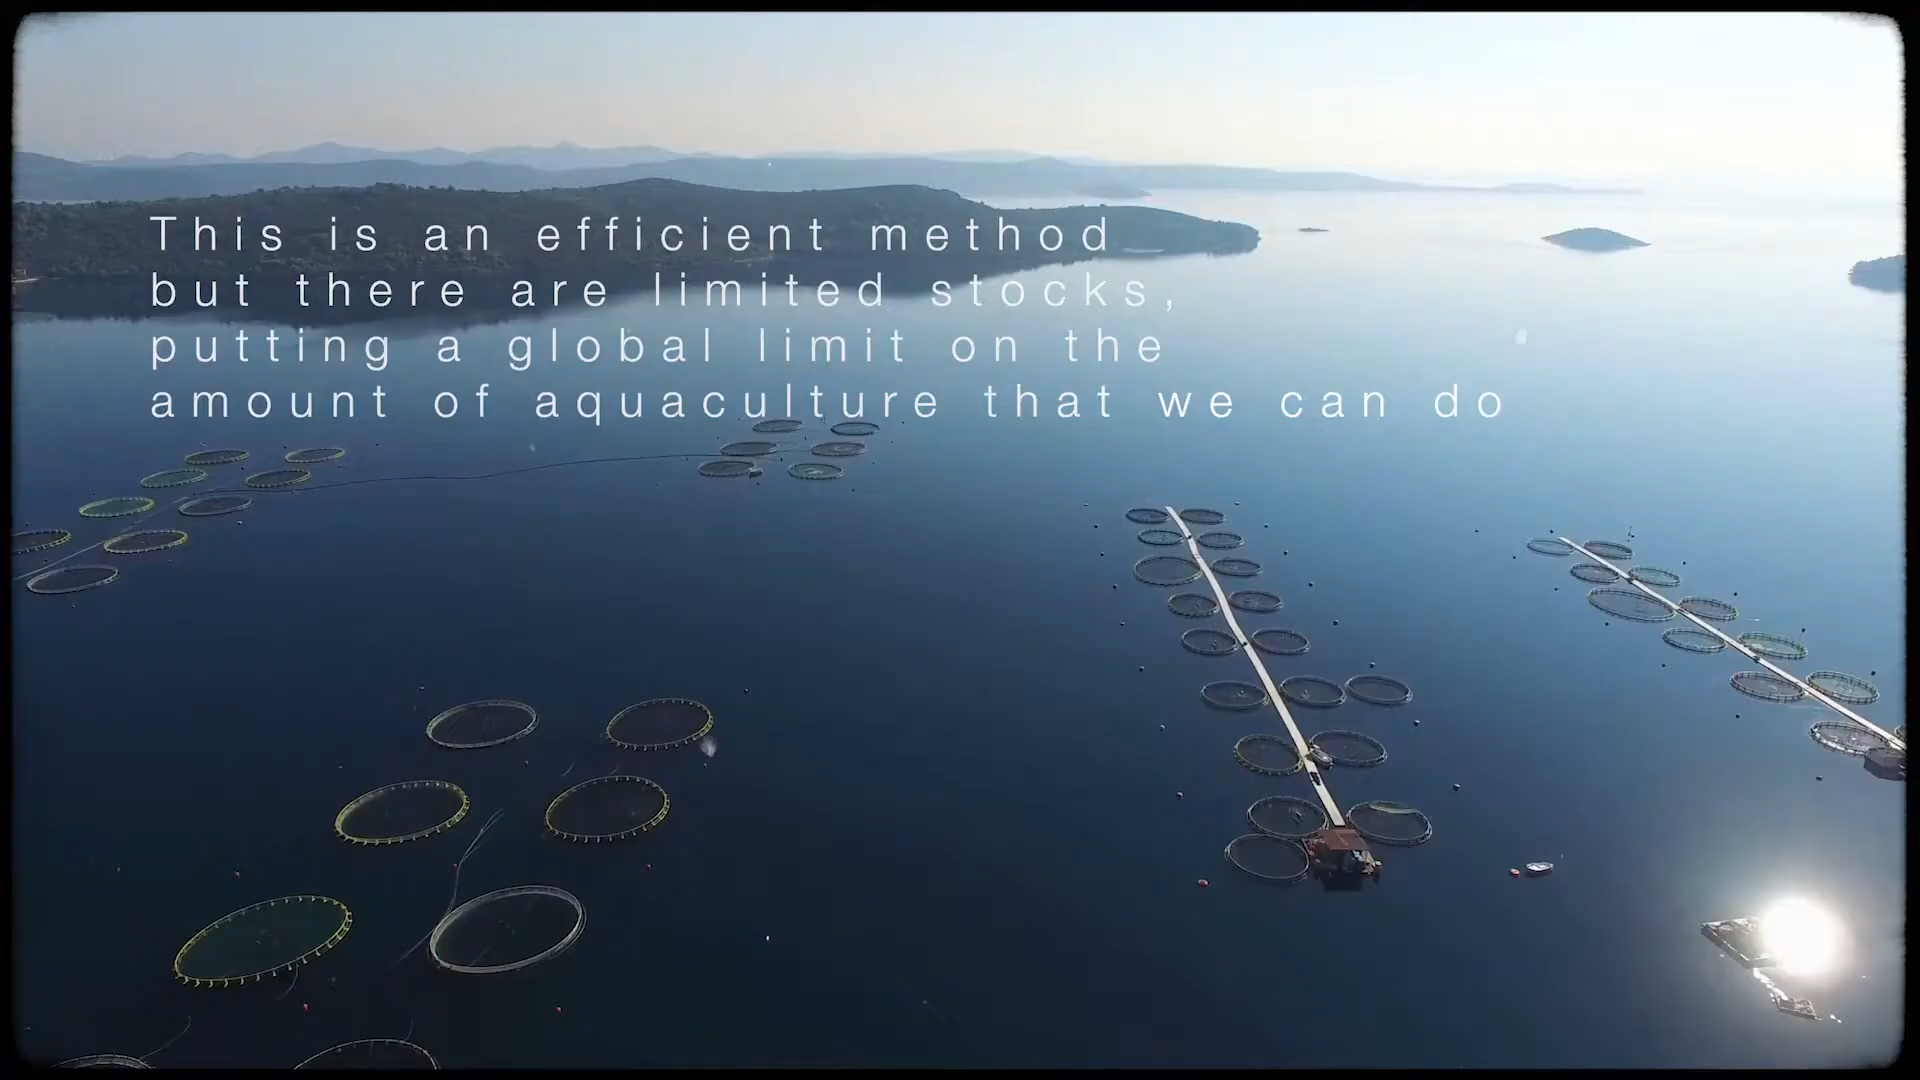 This is an efficient method
but there are limited stocks,
putting a global limit on the
amount of aquaculture that we can do